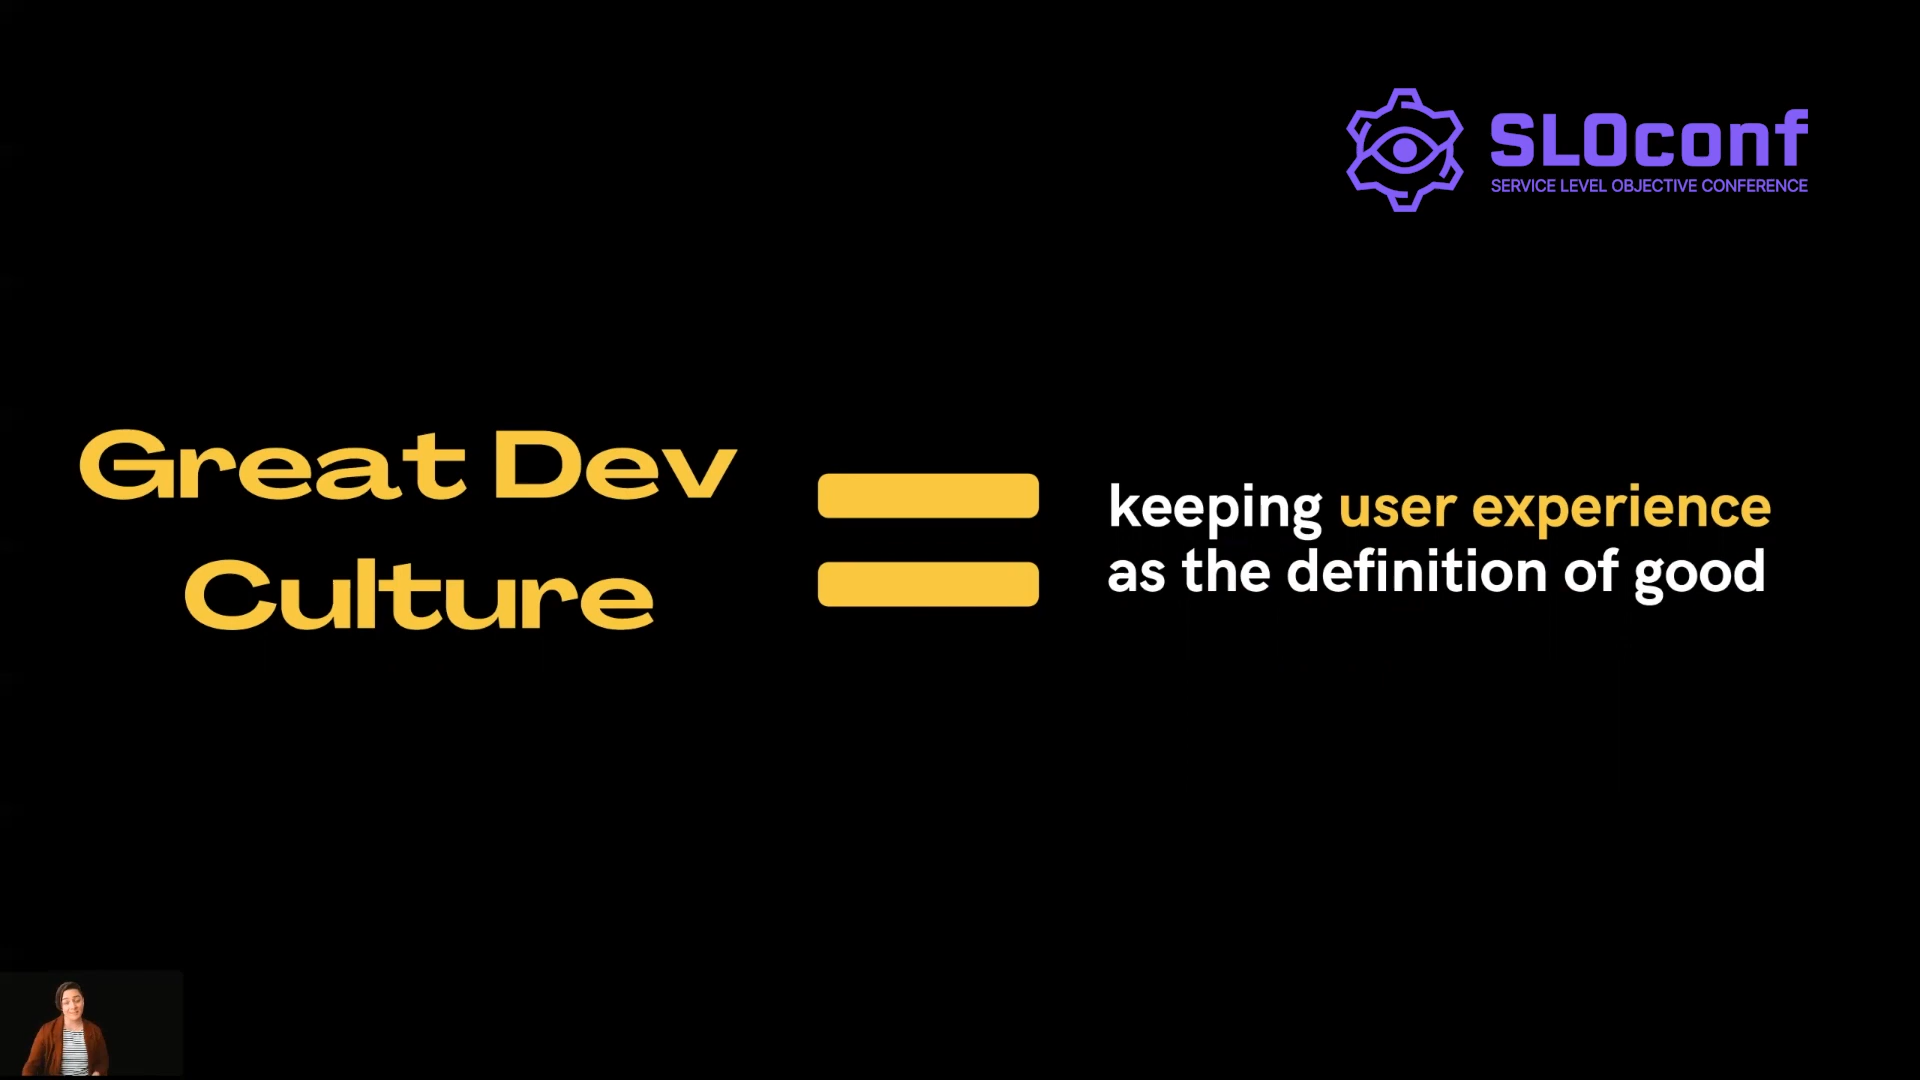 SLOconf
SERVICE LEVEL OBJECTIVE CONFERENCE
Great Dev
Culture
keeping user experience
as the definition of good